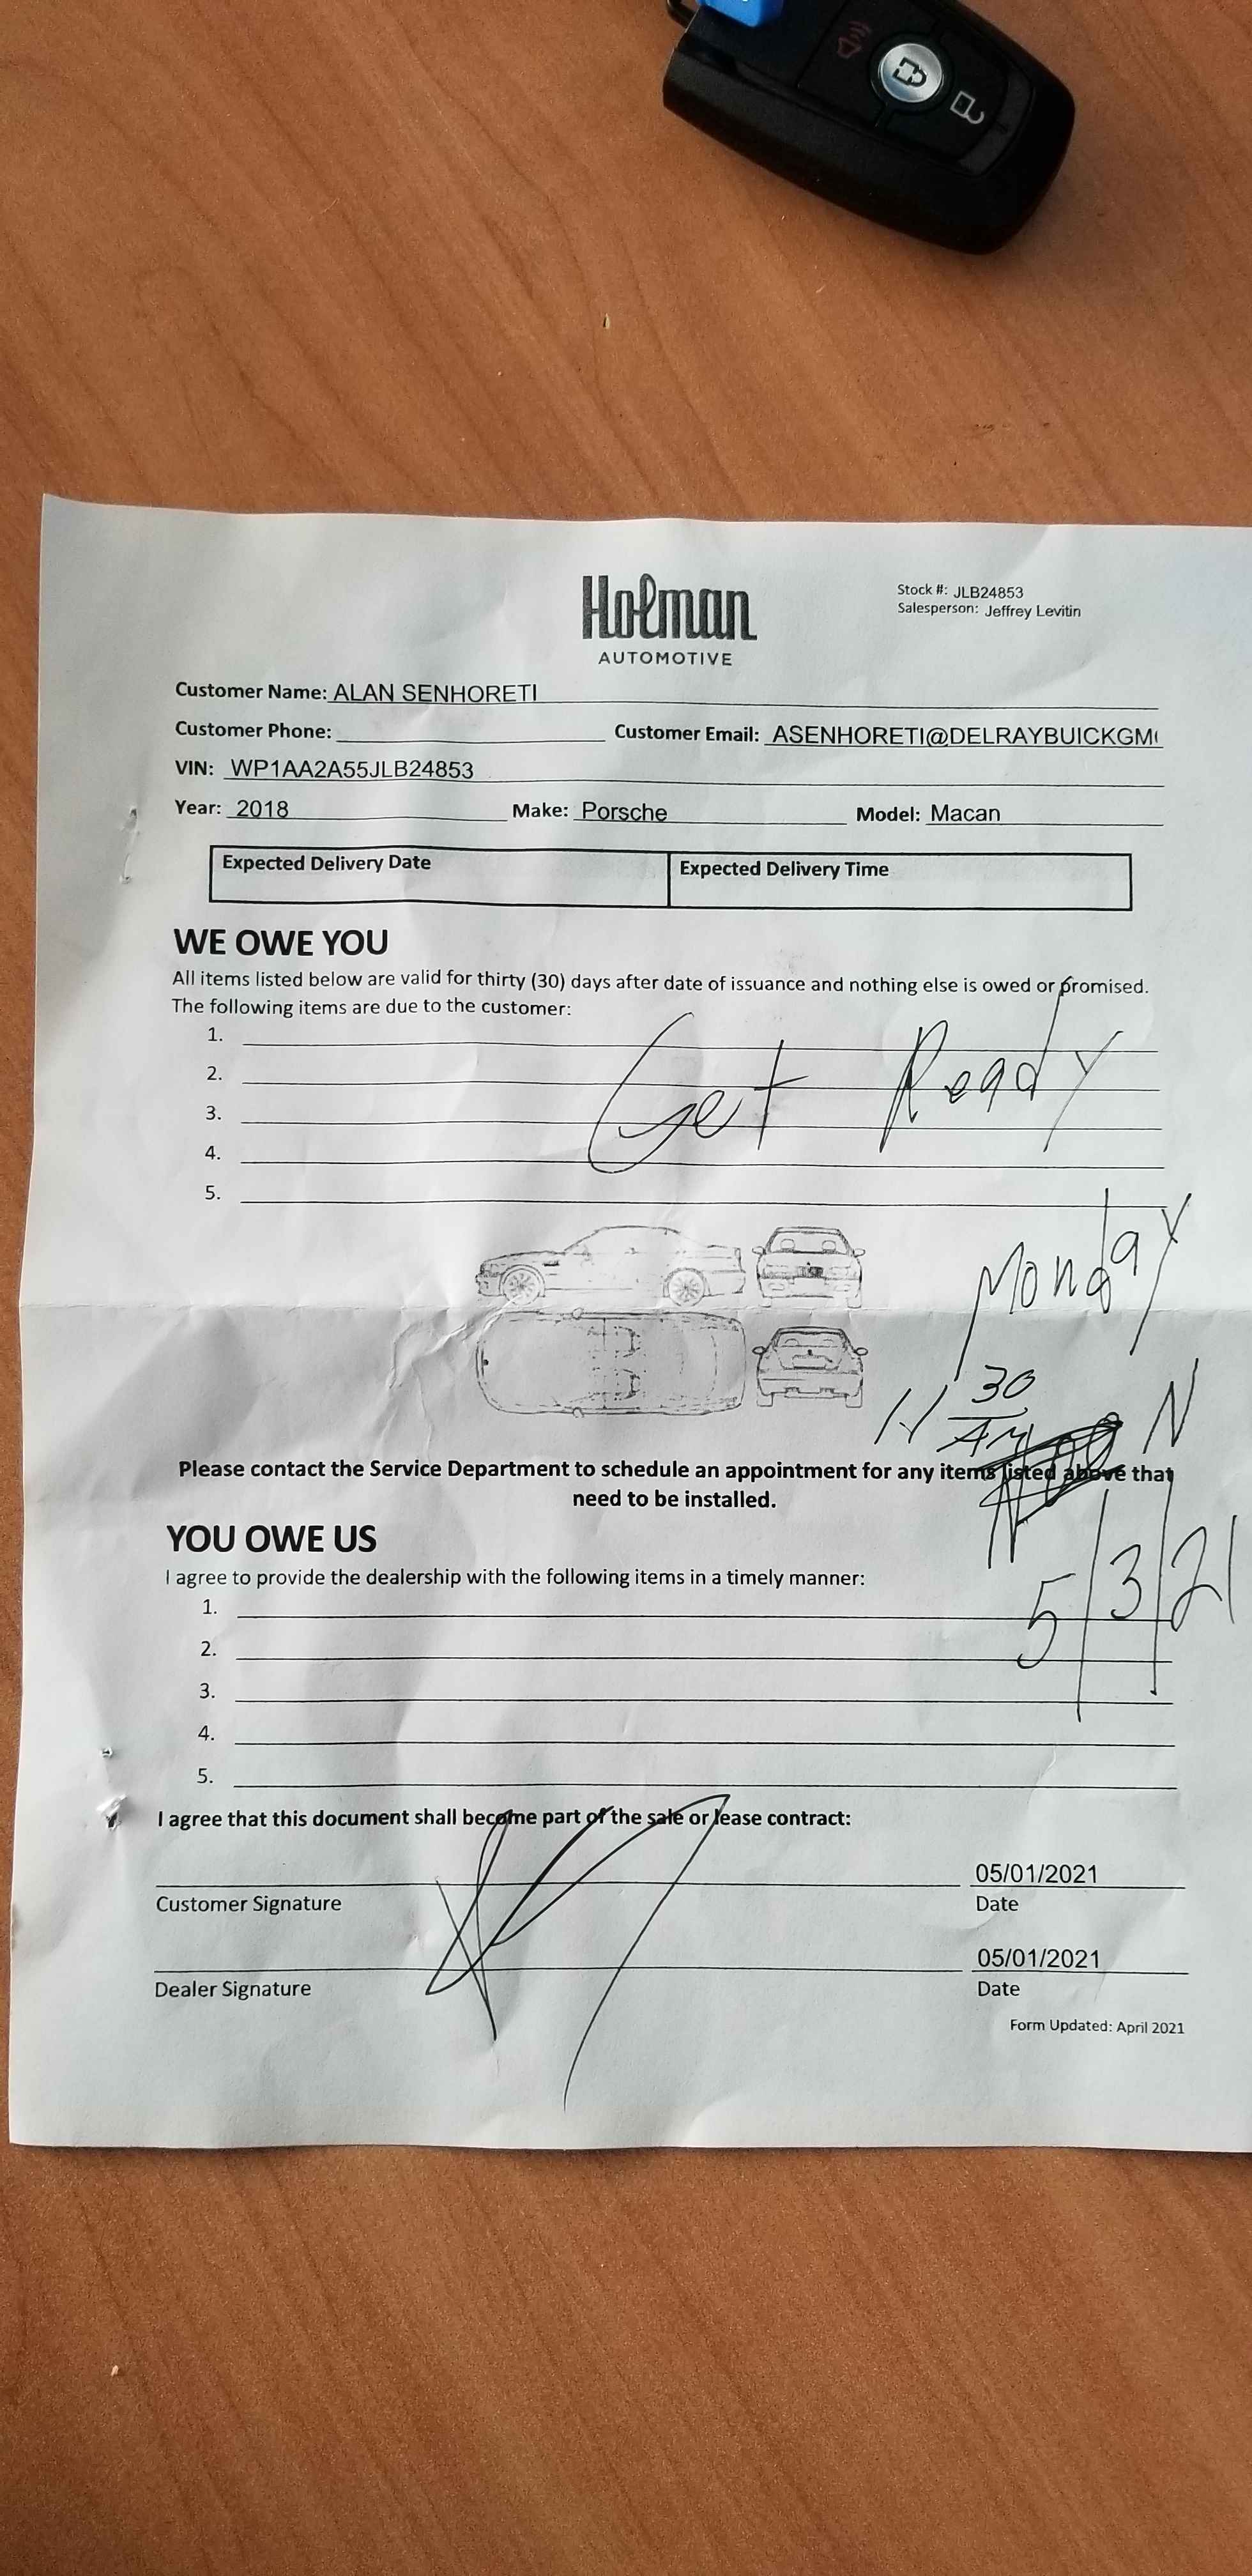 Holman
AUTOMOTIVE
Stock #: JLB24853
Salesperson: Jeffrey Levitin
Customer Name: ALAN SENHORETI
Customer Phone: Customer Email: ASENHORETI@DELRAYBUICKGM
VIN: WP1AA2A55JLB24853
Year: 2018 Make: Porsche Model: Macan
Expected Delivery Date Expected Delivery Time
WE OWE YOU
All items listed below are valid for thirty (30) days after date of issuance and nothing else is owed or promised.
The following items are due to the customer:
1.
2.
3.
4.
5.
Get Ready
Monday
11 30
AM N
Please contact the Service Department to schedule an appointment for any items listed above that
need to be installed.
YOU OWE US
I agree to provide the dealership with the following items in a timely manner:
5/3/21
1.
2.
3.
4.
5.
I agree that this document shall become part of the sale or lease contract:
05/01/2021
Customer Signature Date
05/01/2021
Dealer Signature Date
Form Updated: April 2021